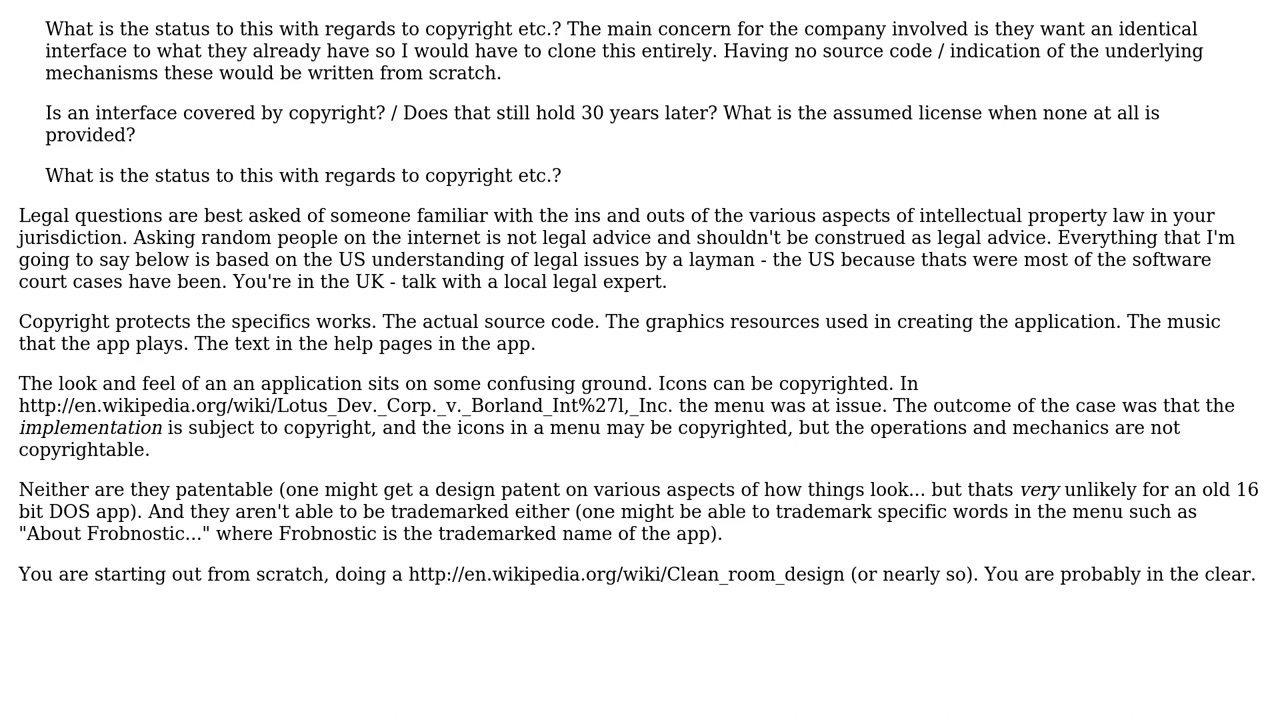 What is the status to this with regards to copyright etc.? The main concern for the company involved is they want an identical
interface to what they already have so I would have to clone this entirely. Having no source code / indication of the underlying
mechanisms these would be written from scratch.
Is an interface covered by copyright? / Does that still hold 30 years later? What is the assumed license when none at all is
provided?
What is the status to this with regards to copyright etc.?
Legal questions are best asked of someone familiar with the ins and outs of the various aspects of intellectual property law in your
jurisdiction. Asking random people on the internet is not legal advice and shouldn't be construed as legal advice. Everything that I'm
going to say below is based on the US understanding of legal issues by a layman - the US because thats were most of the software
court cases have been. You're in the UK - talk with a local legal expert.
Copyright protects the specifics works. The actual source code. The graphics resources used in creating the application. The music
that the app plays. The text in the help pages in the app.
The look and feel of an an application sits on some confusing ground. Icons can be copyrighted. In
http://en.wikipedia.org/wiki/Lotus_Dev._Corp._v._Borland_Int%27l,_Inc. the menu was at issue. The outcome of the case was that the
implementation is subject to copyright, and the icons in a menu may be copyrighted, but the operations and mechanics are not
copyrightable.
Neither are they patentable (one might get a design patent on various aspects of how things look... but thats very unlikely for an old 16
bit DOS app). And they aren't able to be trademarked either (one might be able to trademark specific words in the menu such as
"About Frobnostic..." where Frobnostic is the trademarked name of the app).
You are starting out from scratch, doing a http://en.wikipedia.org/wiki/Clean_room_design (or nearly so). You are probably in the clear.